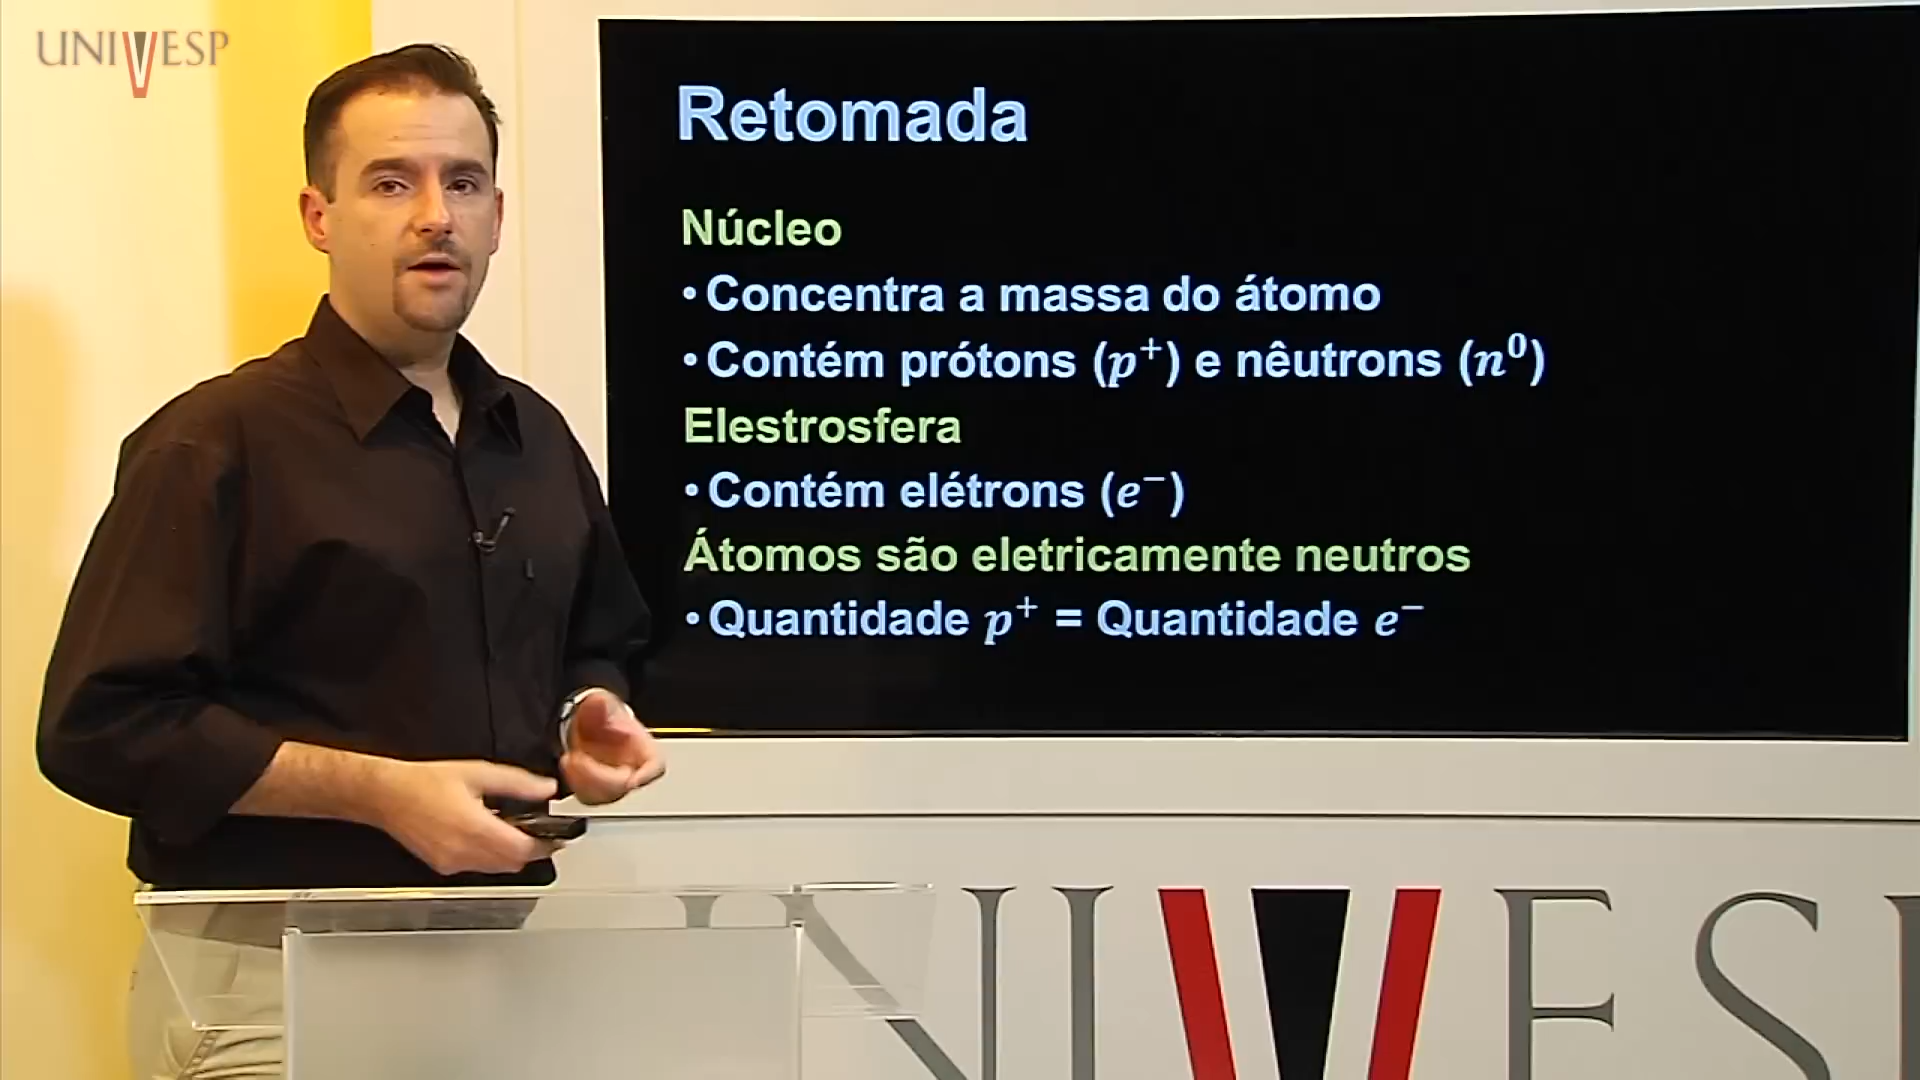 UNIVESP
Retomada
Núcleo
• Concentra a massa do átomo
• Contém prótons (p⁺) e nêutrons (n⁰)
Elestrosfera
• Contém elétrons (e⁻)
Átomos são eletricamente neutros
• Quantidade p⁺ = Quantidade e⁻
UNIVESP